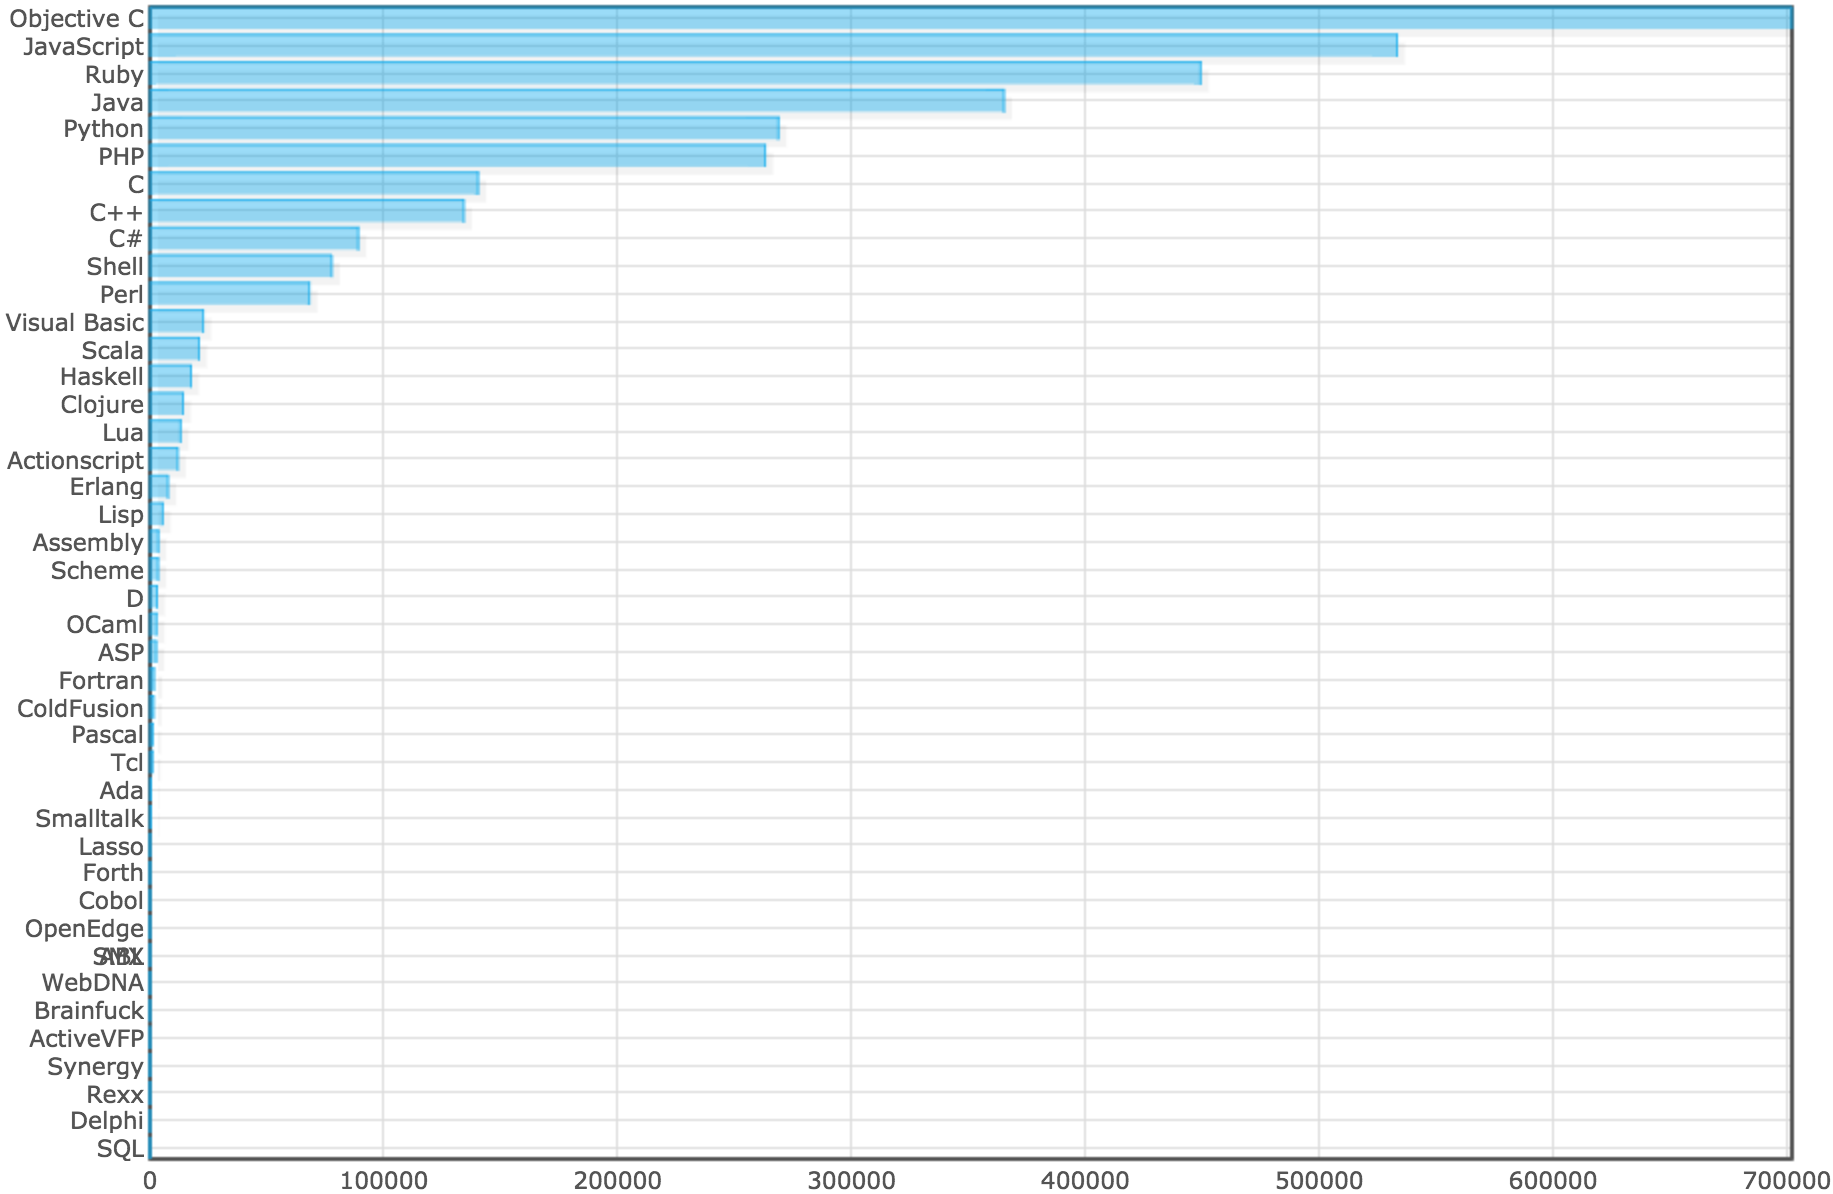 Objective C
JavaScript
Ruby
Java
Python
PHP
C
C++
C#
Shell
Perl
Visual Basic
Scala
Haskell
Clojure
Lua
Actionscript
Erlang
Lisp
Assembly
Scheme
D
OCaml
ASP
Fortran
ColdFusion
Pascal
Tcl
Ada
Smalltalk
Lasso
Forth
Cobol
OpenEdge
WebDNA
Brainfuck
ActiveVFP
Synergy
Rexx
Delphi
SQL
0 100000 200000 300000 400000 500000 600000 700000